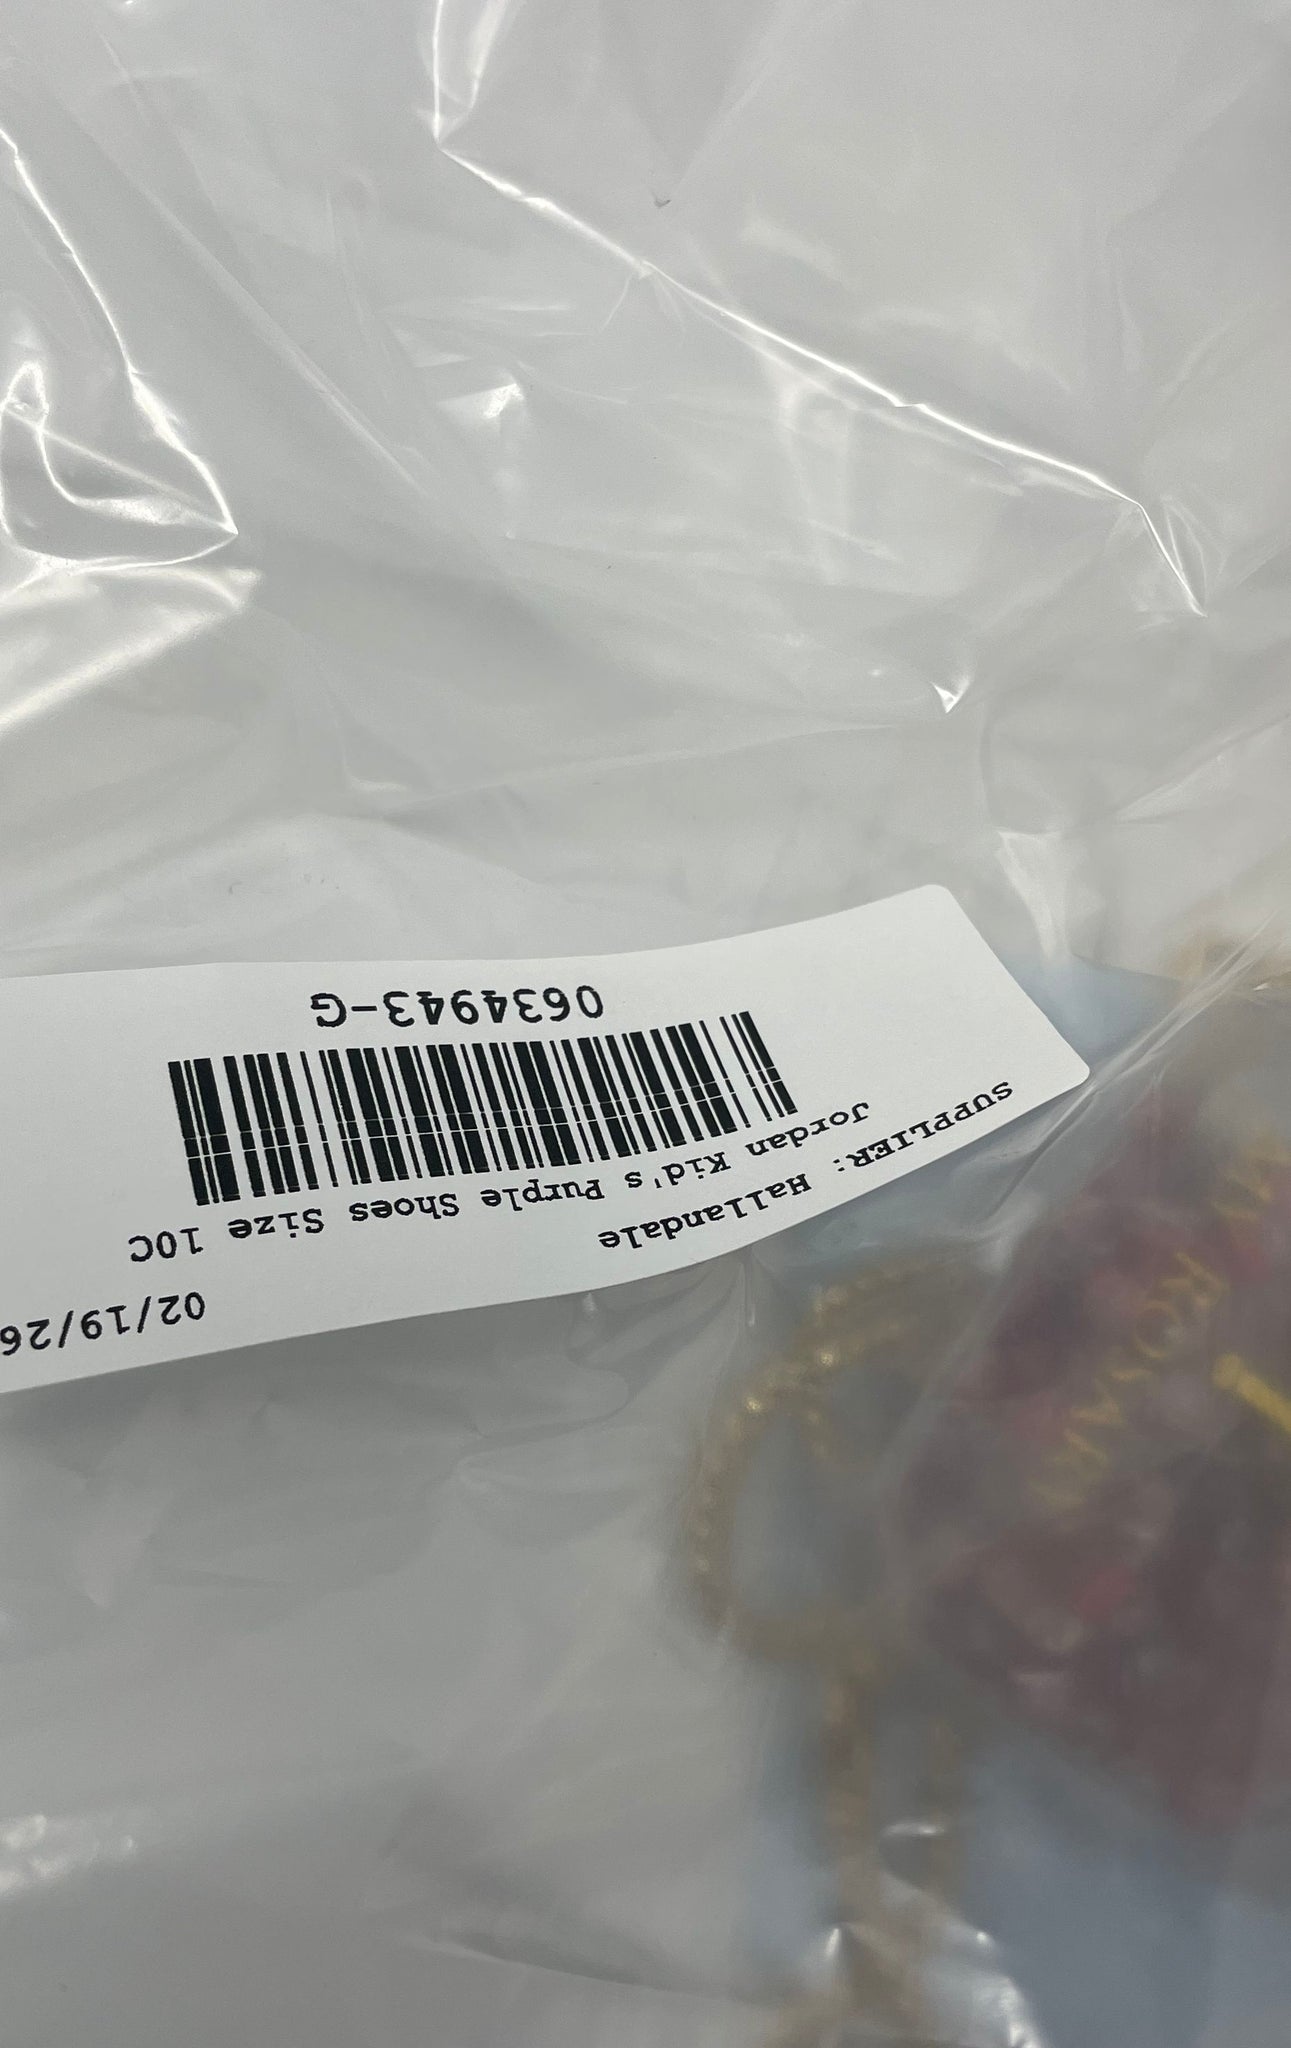 SUPPLIER: Hallandale 02/19/26
Jordan Kid's Purple Shoes Size 10C
0634943-G